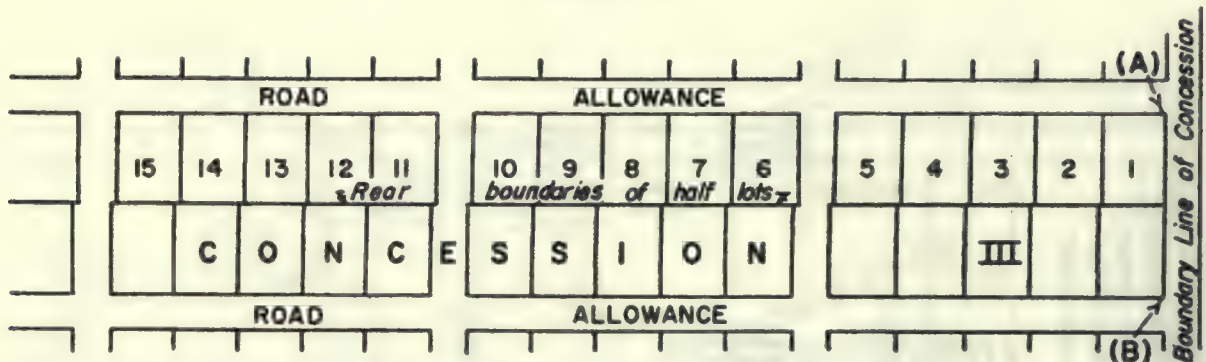 (A)
ROAD ALLOWANCE
15 14 13 12 11 10 9 8 7 6 5 4 3 2 1
Rear boundaries of half lots
CONCESSION III
ROAD ALLOWANCE
(B)
Boundary Line of Concession